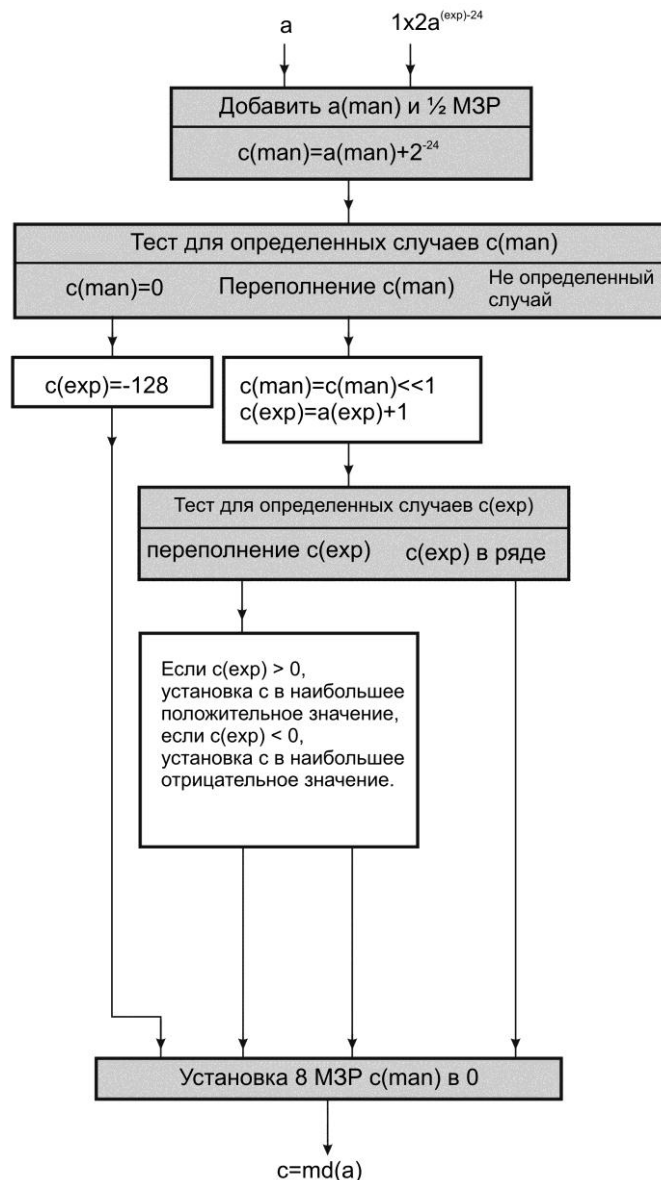 a
1x2a^(exp)-24
Добавить a(man) и ½ МЗР
c(man)=a(man)+2^-24
Тест для определенных случаев c(man)
c(man)=0
Переполнение c(man)
Не определенный
случай
c(exp)=-128
c(man)=c(man)<<1
c(exp)=a(exp)+1
Тест для определенных случаев c(exp)
переполнение c(exp)
c(exp) в ряде
Если c(exp) > 0,
установка с в наибольшее
положительное значение,
если c(exp) < 0,
установка с в наибольшее
отрицательное значение.
Установка 8 МЗР c(man) в 0
c=md(a)